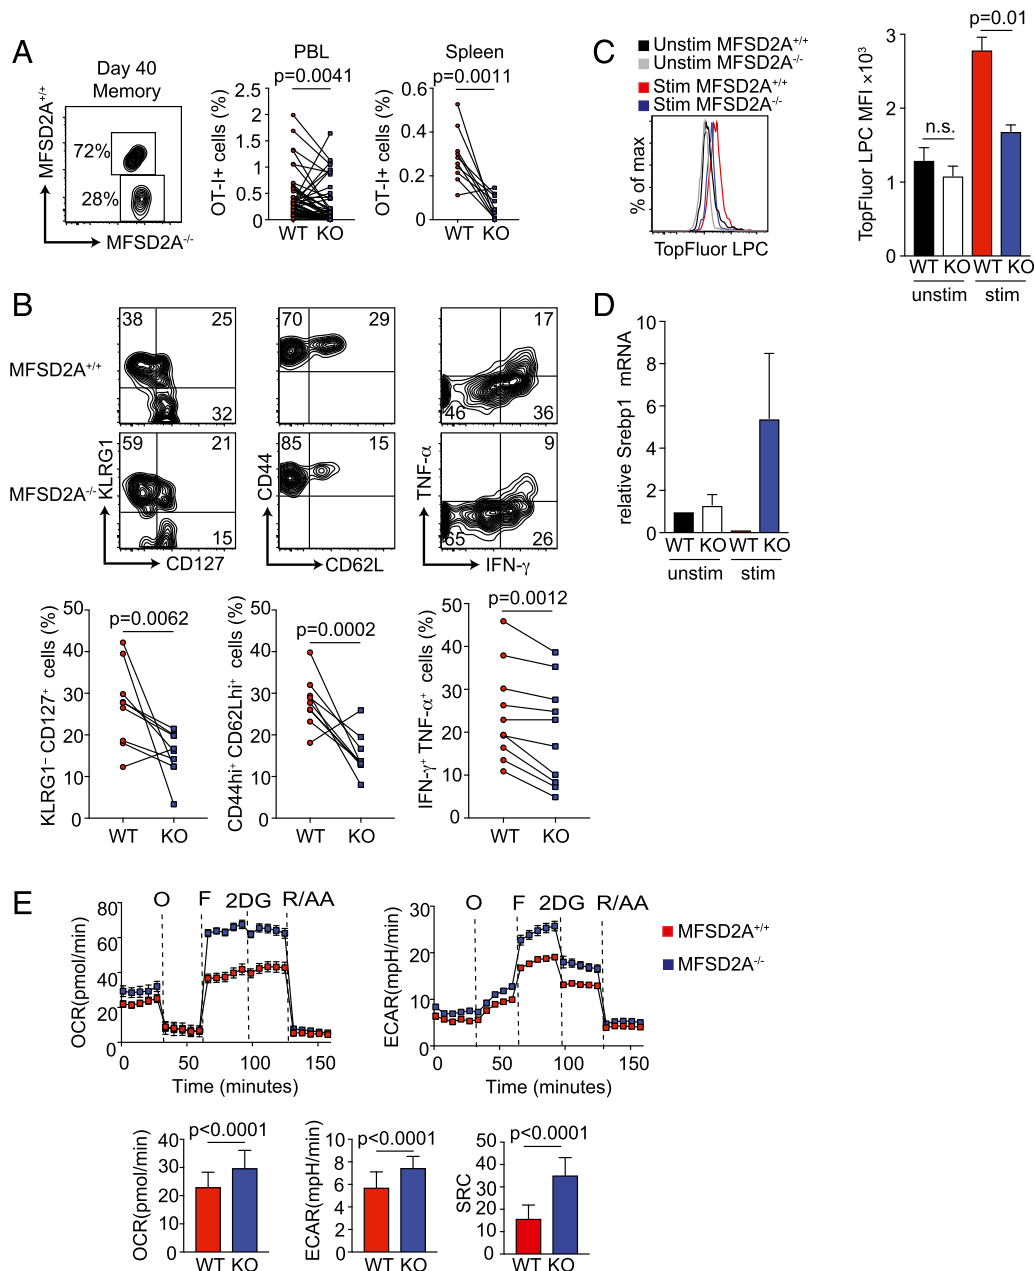 A
Day 40
Memory
MFSD2A+/+
72%
28%
MFSD2A-/-
PBL
p=0.0041
OT-I+ cells (%)
2.5
2
1.5
1
0.5
0
WT KO
Spleen
p=0.0011
OT-I+ cells (%)
0.6
0.4
0.2
0
WT KO
C
Unstim MFSD2A+/+
Unstim MFSD2A-/-
Stim MFSD2A+/+
Stim MFSD2A-/-
% of max
TopFluor LPC
TopFluor LPC MFI ×10³
p=0.01
n.s.
3
2
1
0
WT KO WT KO
unstim stim
B
MFSD2A+/+
38 25
32
70 29
17
46 36
MFSD2A-/-
59 21
15
85 15
9
65 26
KLRG1
CD127
CD44
CD62L
TNF-α
IFN-γ
KLRG1⁻ CD127⁺ cells (%)
p=0.0062
50
40
30
20
10
0
WT KO
CD44hi⁺ CD62Lhi⁺ cells (%)
p=0.0002
50
40
30
20
10
0
WT KO
IFN-γ⁺ TNF-α⁺ cells (%)
p=0.0012
50
40
30
20
10
0
WT KO
D
relative Srebp1 mRNA
10
8
6
4
2
0
WT KO WT KO
unstim stim
E
O F 2DG R/AA
OCR(pmol/min)
80
60
40
20
0
0 50 100 150
Time (minutes)
O F 2DG R/AA
ECAR(mpH/min)
30
20
10
0
0 50 100 150
Time (minutes)
MFSD2A+/+
MFSD2A-/-
p<0.0001
OCR(pmol/min)
40
30
20
10
0
WT KO
p<0.0001
ECAR(mpH/min)
10
8
6
4
2
0
WT KO
p<0.0001
SRC
50
40
30
20
10
0
WT KO